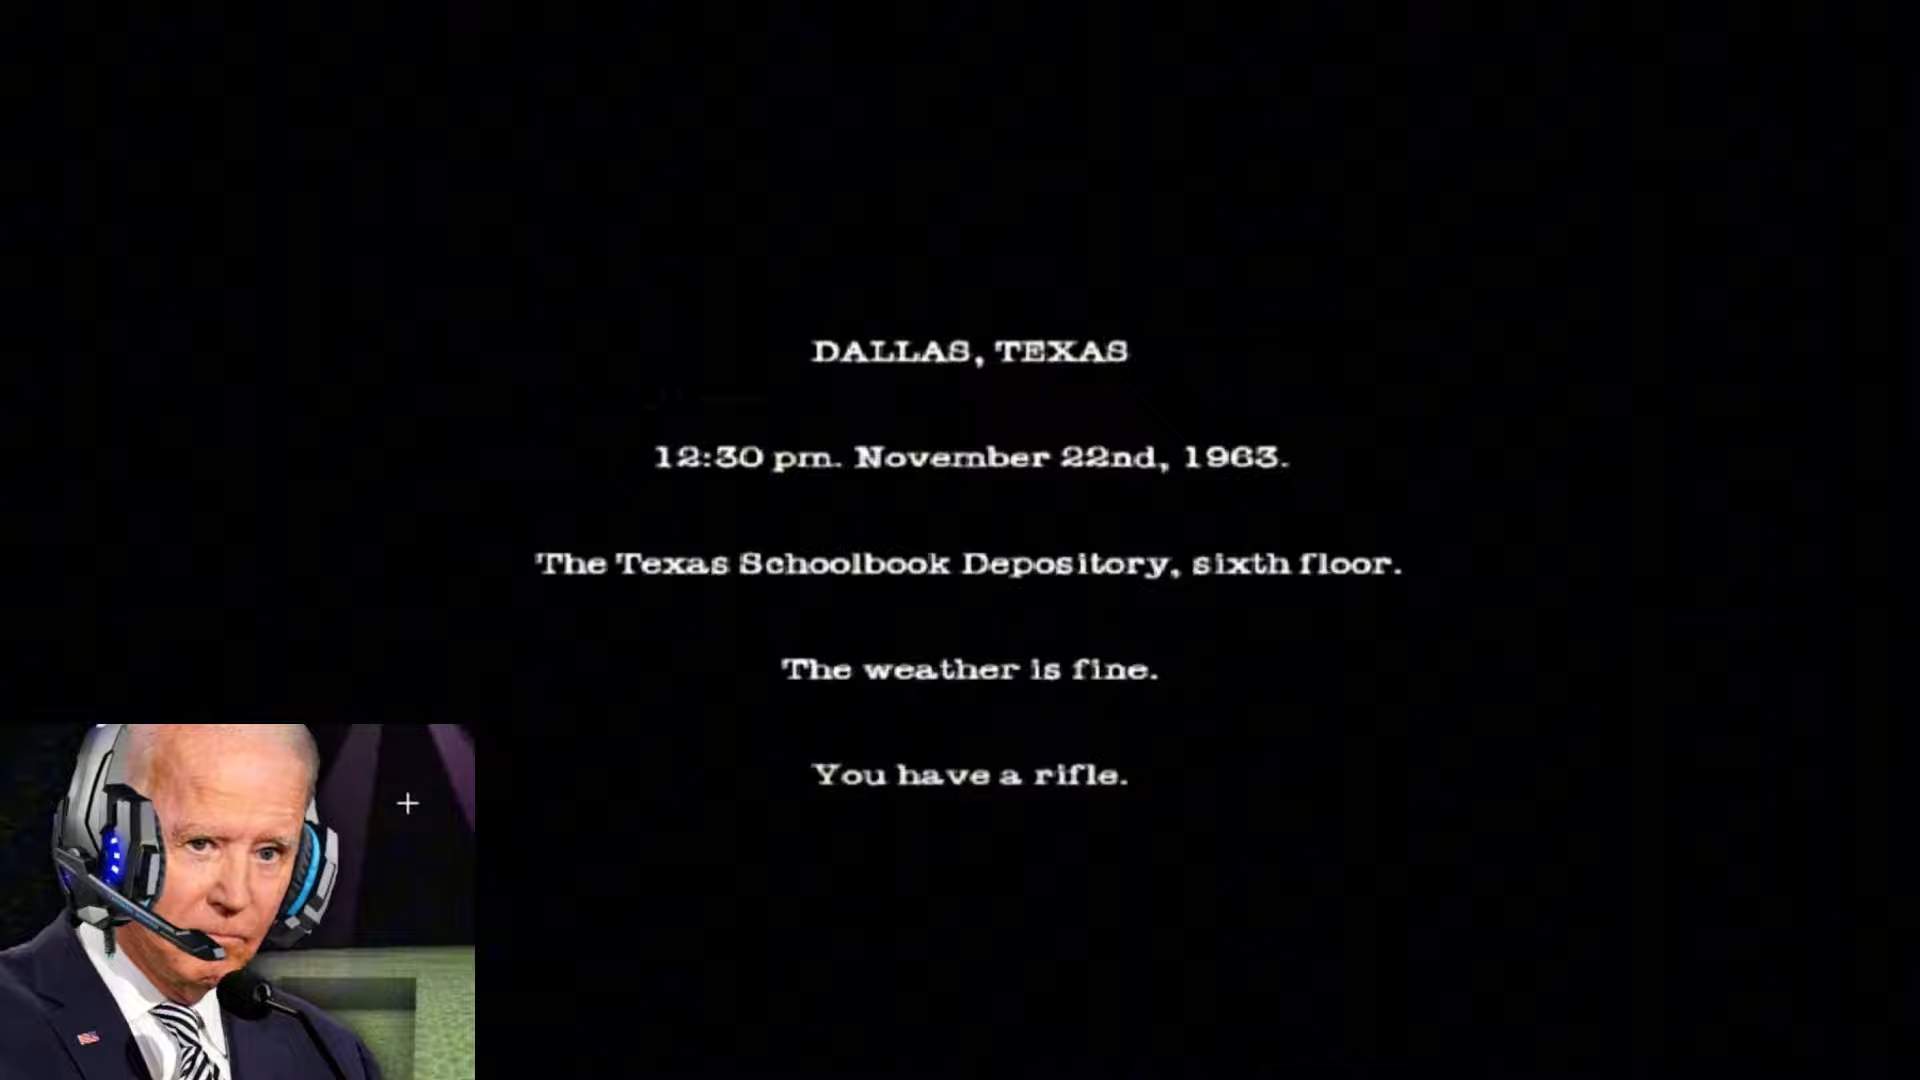 DALLAS, TEXAS
12:30 pm. November 22nd, 1963.
The Texas Schoolbook Depository, sixth floor.
The weather is fine.
You have a rifle.